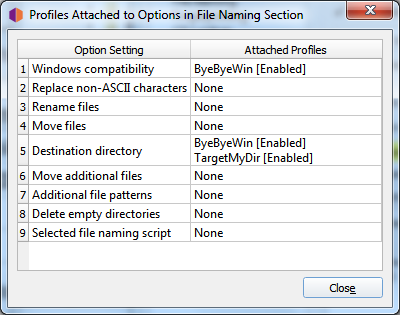 Profiles Attached to Options in File Naming Section
Option Setting Attached Profiles
1 Windows compatibility ByeByeWin [Enabled]
2 Replace non-ASCII characters None
3 Rename files None
4 Move files None
5 Destination directory ByeByeWin [Enabled]
TargetMyDir [Enabled]
6 Move additional files None
7 Additional file patterns None
8 Delete empty directories None
9 Selected file naming script None
Close